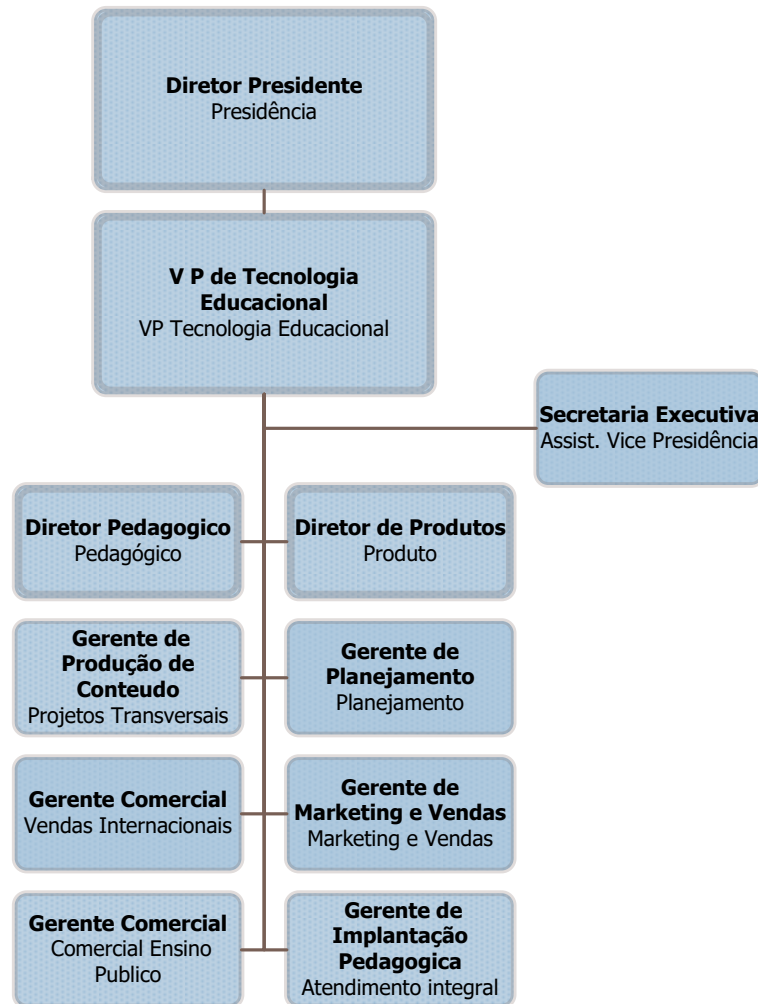 Diretor Presidente
Presidência
V P de Tecnologia
Educacional
VP Tecnologia Educacional
Secretaria Executiva
Assist. Vice Presidência
Diretor Pedagogico
Pedagógico
Diretor de Produtos
Produto
Gerente de
Produção de
Conteudo
Projetos Transversais
Gerente de
Planejamento
Planejamento
Gerente Comercial
Vendas Internacionais
Gerente de
Marketing e Vendas
Marketing e Vendas
Gerente Comercial
Comercial Ensino
Publico
Gerente de
Implantação
Pedagogica
Atendimento integral